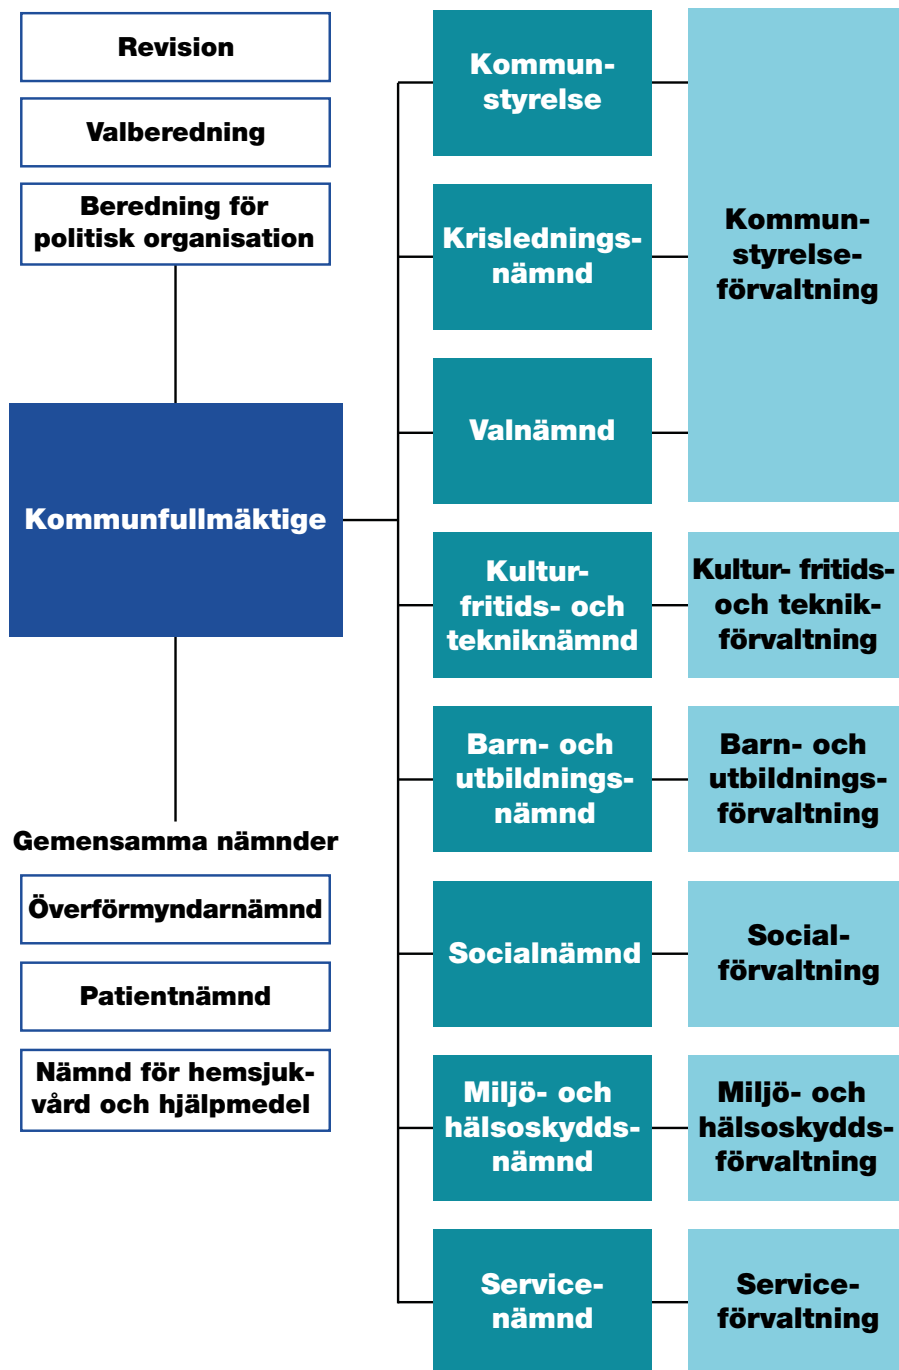 Revision
Valberedning
Beredning för
politisk organisation
Kommunfullmäktige
Gemensamma nämnder
Överförmyndarnämnd
Patientnämnd
Nämnd för hemsjuk-
vård och hjälpmedel
Kommun-
styrelse
Krislednings-
nämnd
Valnämnd
Kultur-
fritids- och
tekniknämnd
Barn- och
utbildnings-
nämnd
Socialnämnd
Miljö- och
hälsoskydds-
nämnd
Service-
nämnd
Kommun-
styrelse-
förvaltning
Kultur- fritids-
och teknik-
förvaltning
Barn- och
utbildnings-
förvaltning
Social-
förvaltning
Miljö- och
hälsoskydds-
förvaltning
Service-
förvaltning